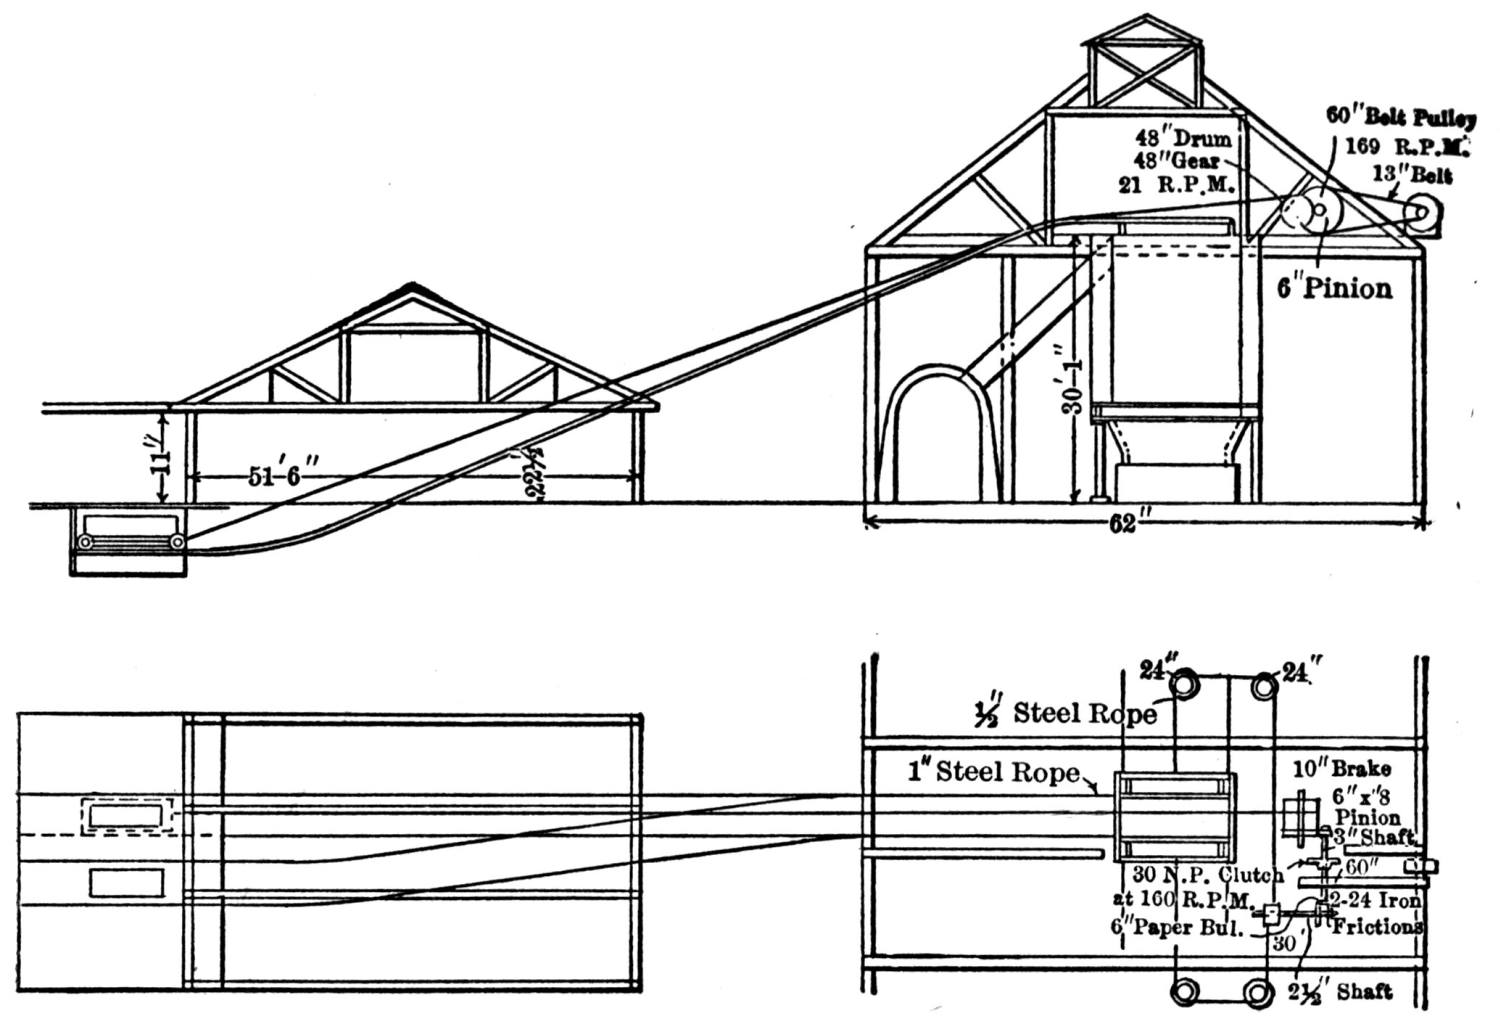 60" Belt Pulley
169 R.P.M.
13" Belt
48" Drum
48" Gear
21 R.P.M.
6" Pinion
30'-1"
11"
51'6"
22½"
62"
24"
24"
½" Steel Rope
1" Steel Rope
10" Brake
6" x "8
Pinion
3" Shaft
60"
30 N.P. Clutch
at 160 R.P.M.
6" Paper Bul.
2-24 Iron
Frictions
30'
2½" Shaft